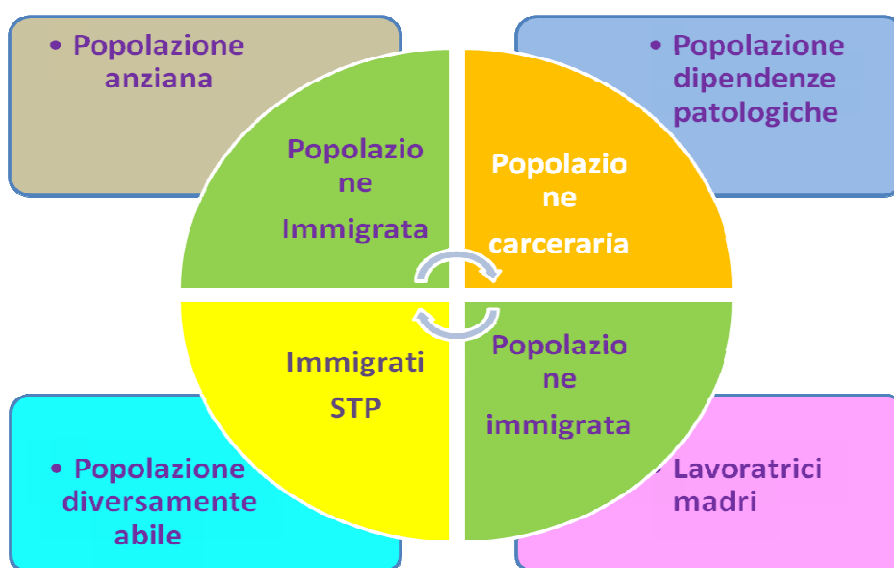 • Popolazione
anziana
• Popolazione
dipendenze
patologiche
Popolazio
ne
Immigrata
Popolazio
ne
carceraria
Immigrati
STP
Popolazio
ne
immigrata
• Popolazione
diversamente
abile
• Lavoratrici
madri